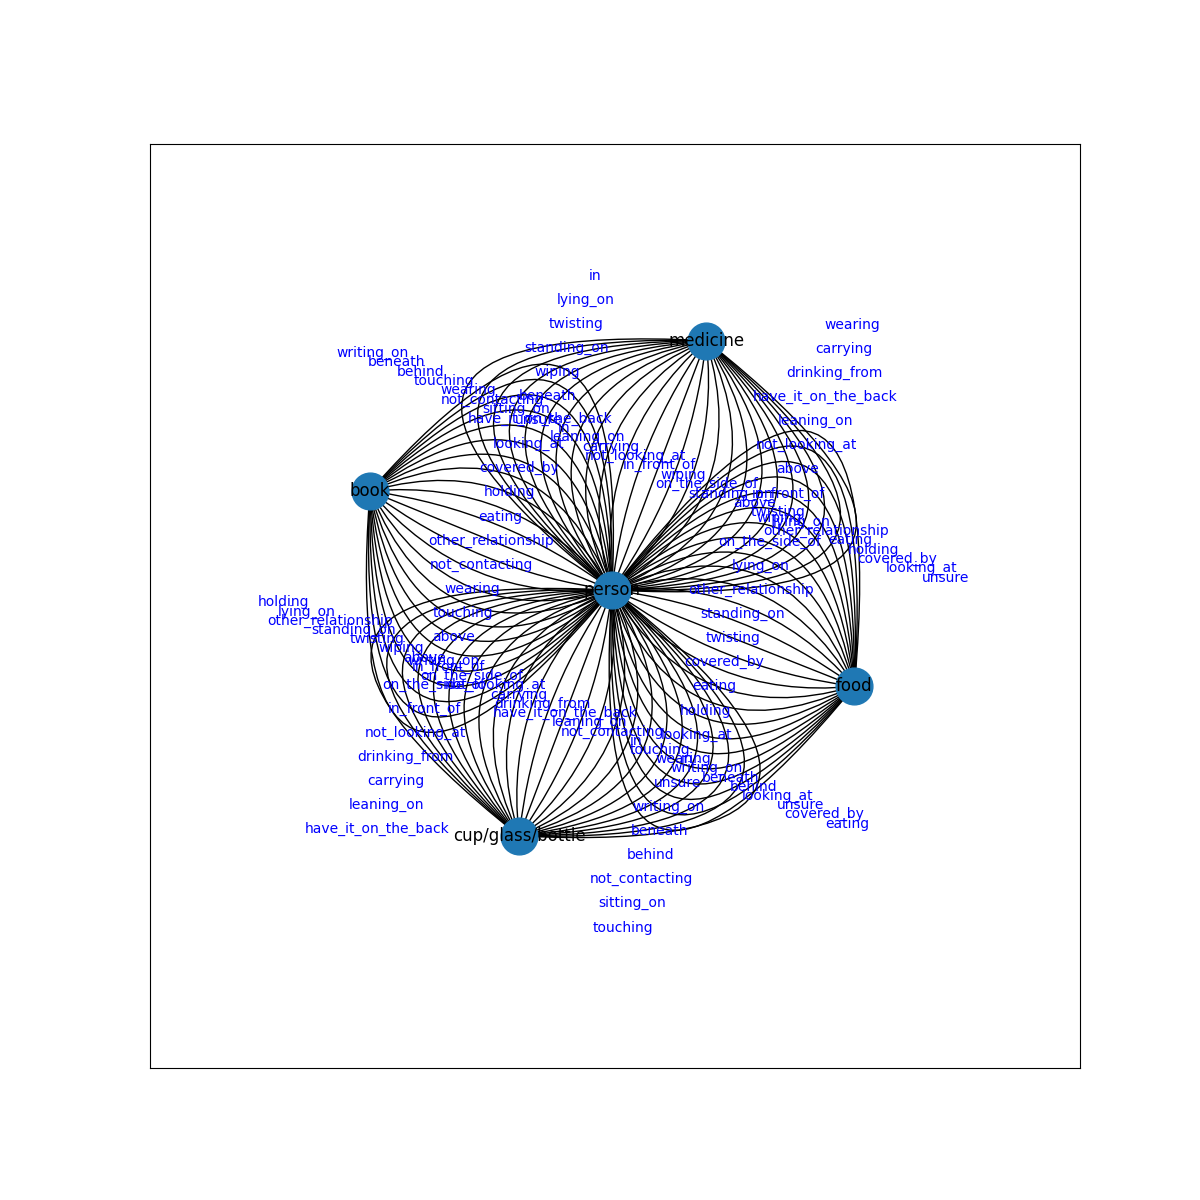 in
lying_on
twisting
wearing
standing_on
medicine
carrying
writing_on
beneath
behind
touching
wiping
drinking_from
wearing
not_contacting
beneath
have_it_on_the_back
sitting_on
have_it_on_the_back
unsure
in
leaning_on
leaning_on
looking_at
carrying
not_looking_at
not_looking_at
in_front_of
covered_by
above
wiping
on_the_side_of
book
holding
standing_on
in_front_of
above
twisting
eating
wiping
lying_on
other_relationship
other_relationship
on_the_side_of
eating
holding
not_contacting
lying_on
covered_by
looking_at
unsure
wearing
person
other_relationship
holding
lying_on
touching
standing_on
other_relationship
standing_on
twisting
above
twisting
wiping
above
writing_on
in_front_of
covered_by
on_the_side_of
on_the_side_of
not_looking_at
eating
food
carrying
drinking_from
in_front_of
have_it_on_the_back
holding
leaning_on
not_looking_at
not_contacting
looking_at
in
touching
drinking_from
wearing
writing_on
carrying
unsure
beneath
behind
leaning_on
writing_on
looking_at
unsure
covered_by
have_it_on_the_back
cup/glass/bottle
beneath
eating
behind
not_contacting
sitting_on
touching